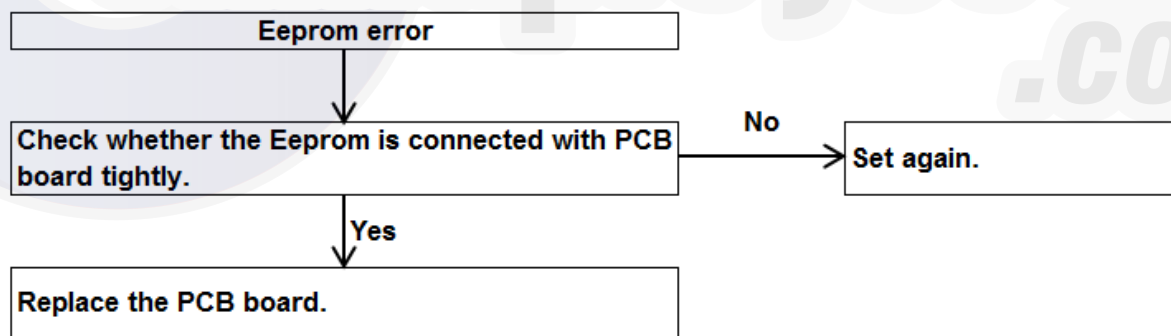 Eeprom error
Check whether the Eeprom is connected with PCB
board tightly.
No
Set again.
Yes
Replace the PCB board.
.co